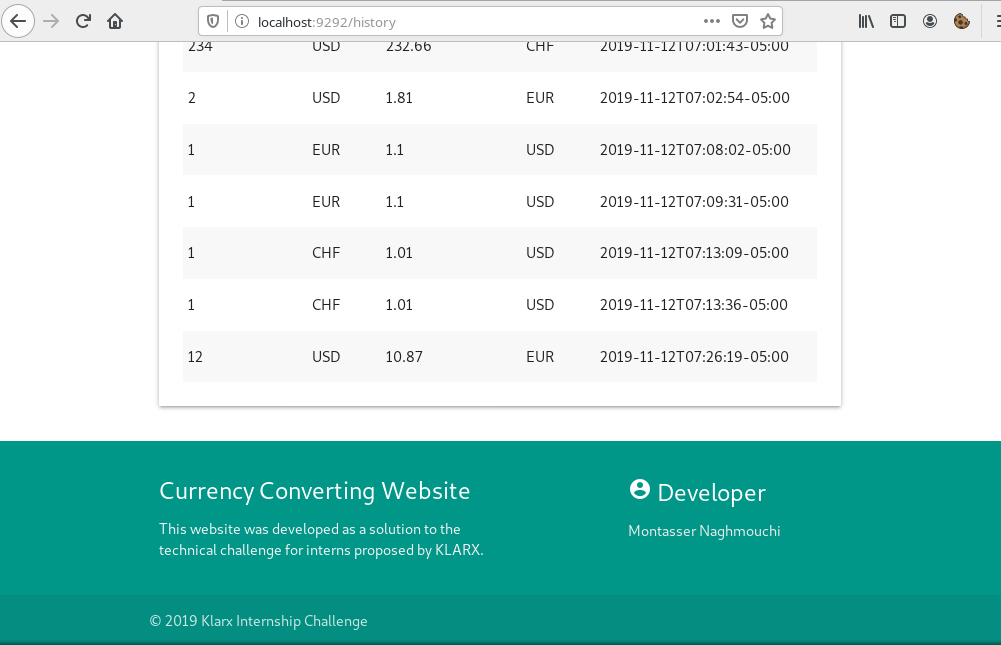 localhost:9292/history
234 USD 232.66 CHF 2019-11-12T07:01:43-05:00
2 USD 1.81 EUR 2019-11-12T07:02:54-05:00
1 EUR 1.1 USD 2019-11-12T07:08:02-05:00
1 EUR 1.1 USD 2019-11-12T07:09:31-05:00
1 CHF 1.01 USD 2019-11-12T07:13:09-05:00
1 CHF 1.01 USD 2019-11-12T07:13:36-05:00
12 USD 10.87 EUR 2019-11-12T07:26:19-05:00
Currency Converting Website
This website was developed as a solution to the
technical challenge for interns proposed by KLARX.
Developer
Montasser Naghmouchi
© 2019 Klarx Internship Challenge